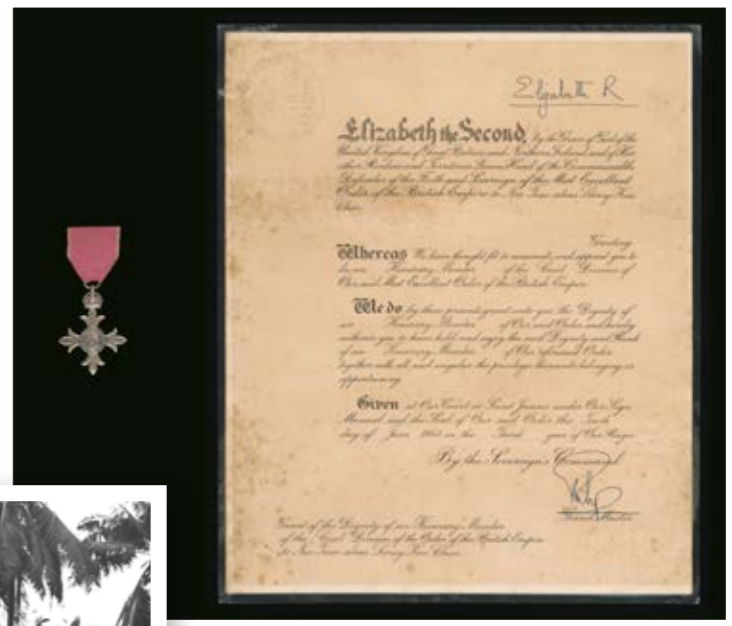 Elizabeth R
Elizabeth the Second, by the Grace of God of the
United Kingdom of Great Britain and Northern Ireland and of Her
other Realms and Territories Queen, Head of the Commonwealth,
Defender of the Faith and Sovereign of the Most Excellent
Order of the British Empire to
Greeting
Whereas We have thought fit to nominate and appoint you to
be an Honorary Member of the Civil Division of
Our said Most Excellent Order of the British Empire
We do by these presents grant unto you the Dignity of
an Honorary Member of Our said Order and hereby
authorise you to have hold and enjoy the said Dignity and Rank
of an Honorary Member of Our aforesaid Order
together with all and singular the privileges thereunto belonging or
appertaining.
Given at Our Court at Saint James's under Our Sign
Manual and the Seal of Our said Order this
day of June in the year of Our Reign
By the Sovereign's Command.
Grand Master
Grant of the Dignity of an Honorary Member
of the Civil Division of the Order of the British Empire
to